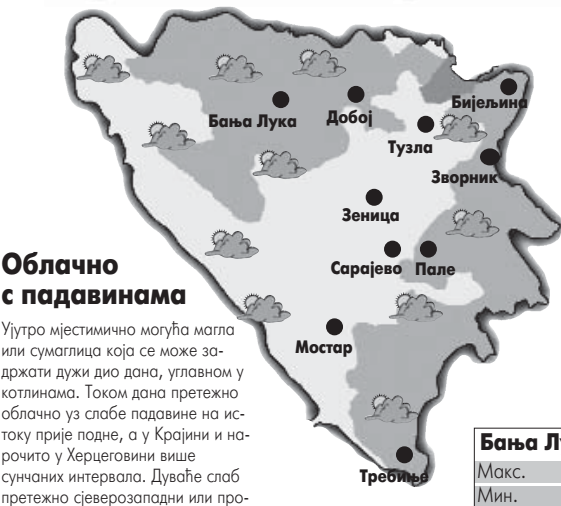 Бања Лука
Добој
Бијељина
Тузла
Зворник
Зеница
Сарајево
Пале
Мостар
Требиње
Облачно
с падавинама
Ујутро мјестимично могућа магла
или сумаглица која се може за-
држати дужи дио дана, углавном у
котлинама. Током дана претежно
облачно уз слабе падавине на ис-
току прије подне, а у Крајини и на-
рочито у Херцеговини више
сунчаних интервала. Дуваће слаб
претежно сјеверозападни или про-
Бања
Макс.
Мин.